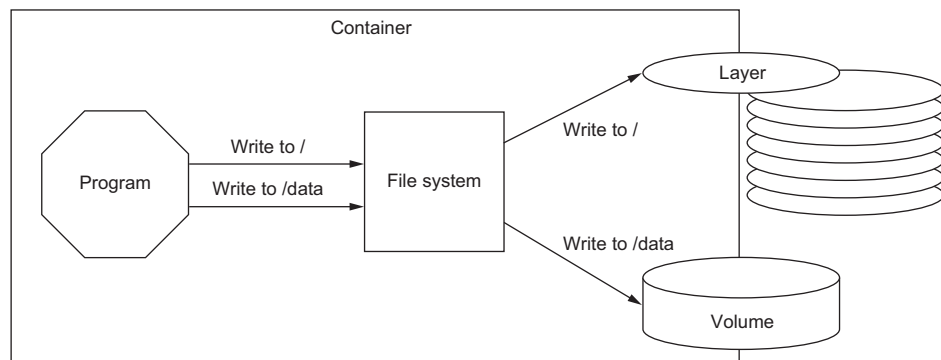 Container
Layer
Write to /
Write to /
Program
File system
Write to /data
Write to /data
Volume